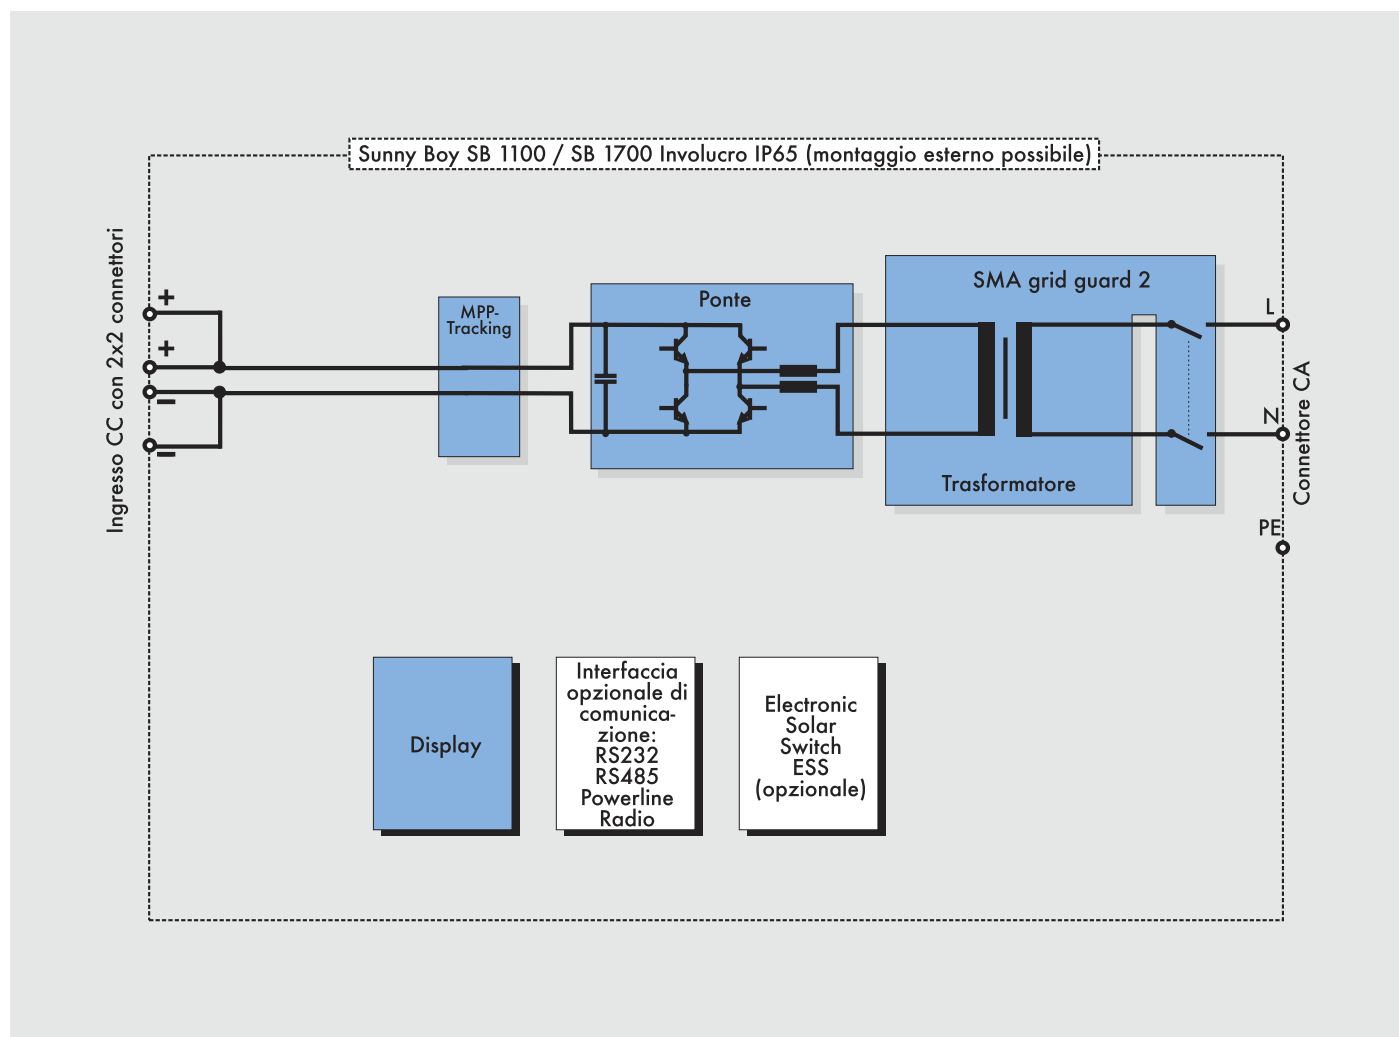 Sunny Boy SB 1100 / SB 1700 Involucro IP65 (montaggio esterno possibile)
Ingresso CC con 2x2 connettori
+
+
−
−
MPP-
Tracking
Ponte
SMA grid guard 2
Trasformatore
L
N
PE
Connettore CA
Display
Interfaccia
opzionale di
comunica-
zione:
RS232
RS485
Powerline
Radio
Electronic
Solar
Switch
ESS
(opzionale)